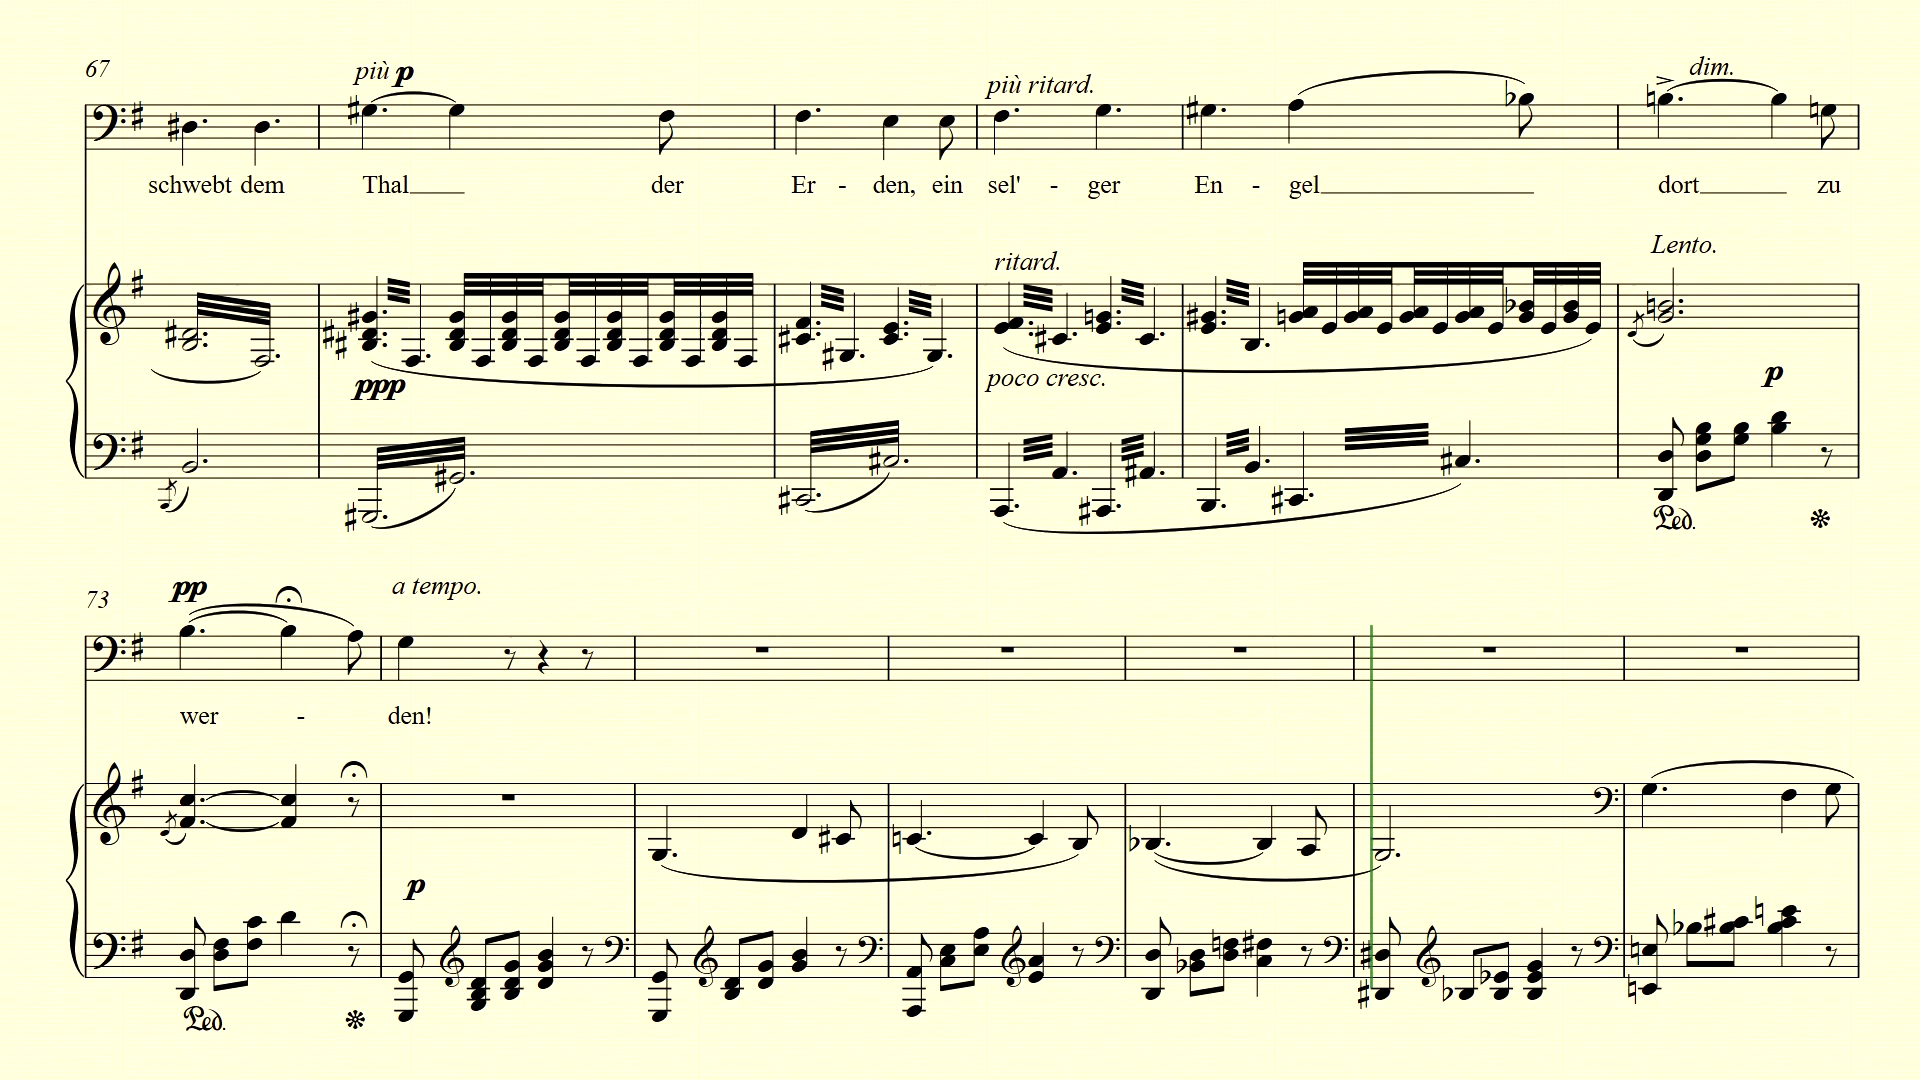 67
più p
più ritard.
dim.
schwebt dem Thal der Er - den, ein sel' - ger En - gel dort zu
Lento.
ritard.
ppp
poco cresc.
p
Ped.
73
pp
a tempo.
wer - den!
p
Ped.